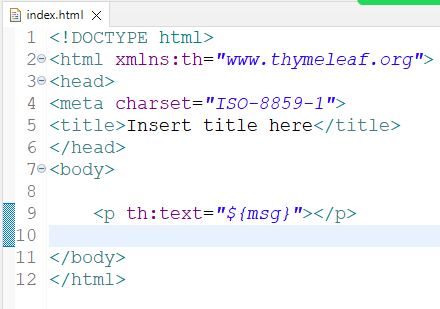 index.html
1 <!DOCTYPE html>
2 <html xmlns:th="www.thymeleaf.org">
3 <head>
4 <meta charset="ISO-8859-1">
5 <title>Insert title here</title>
6 </head>
7 <body>
8
9 <p th:text="${msg}"></p>
10
11 </body>
12 </html>